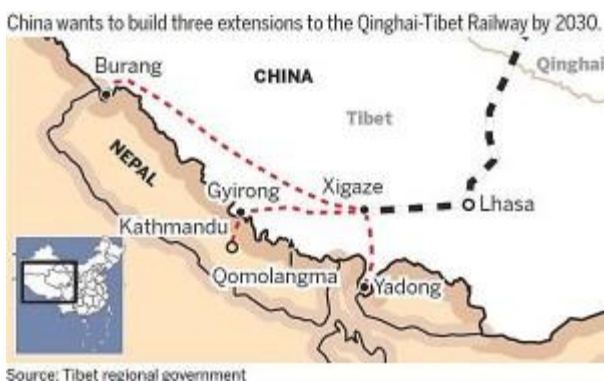 China wants to build three extensions to the Qinghai-Tibet Railway by 2030.
Burang
CHINA
Qinghai
Tibet
NEPAL
Gyirong
Xigaze
Lhasa
Kathmandu
Qomolangma
Yadong
Source: Tibet regional government